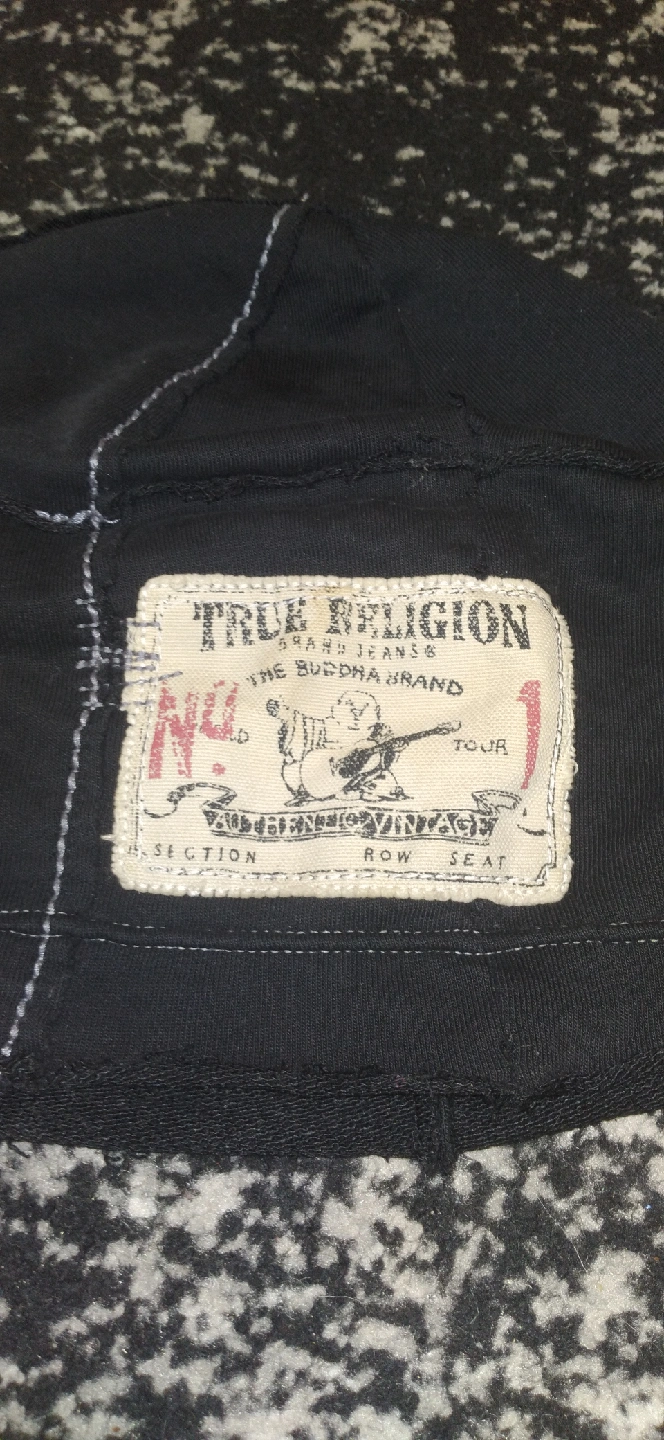 TRUE RELIGION
BRAND JEANS®
THE BUDDHA BRAND
Nº. 1
TOUR
AUTHENTIC VINTAGE
SECTION ROW SEAT